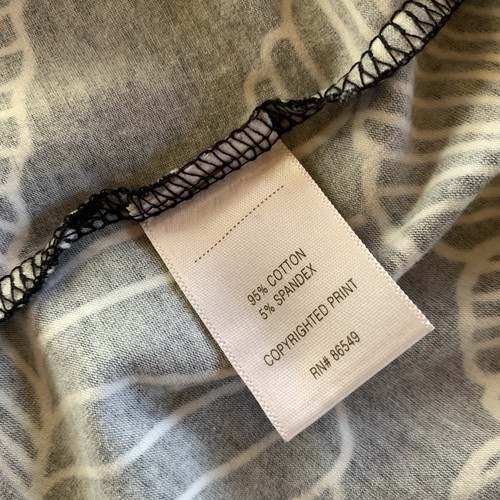 95% COTTON
5% SPANDEX
COPYRIGHTED PRINT
RN# 86549